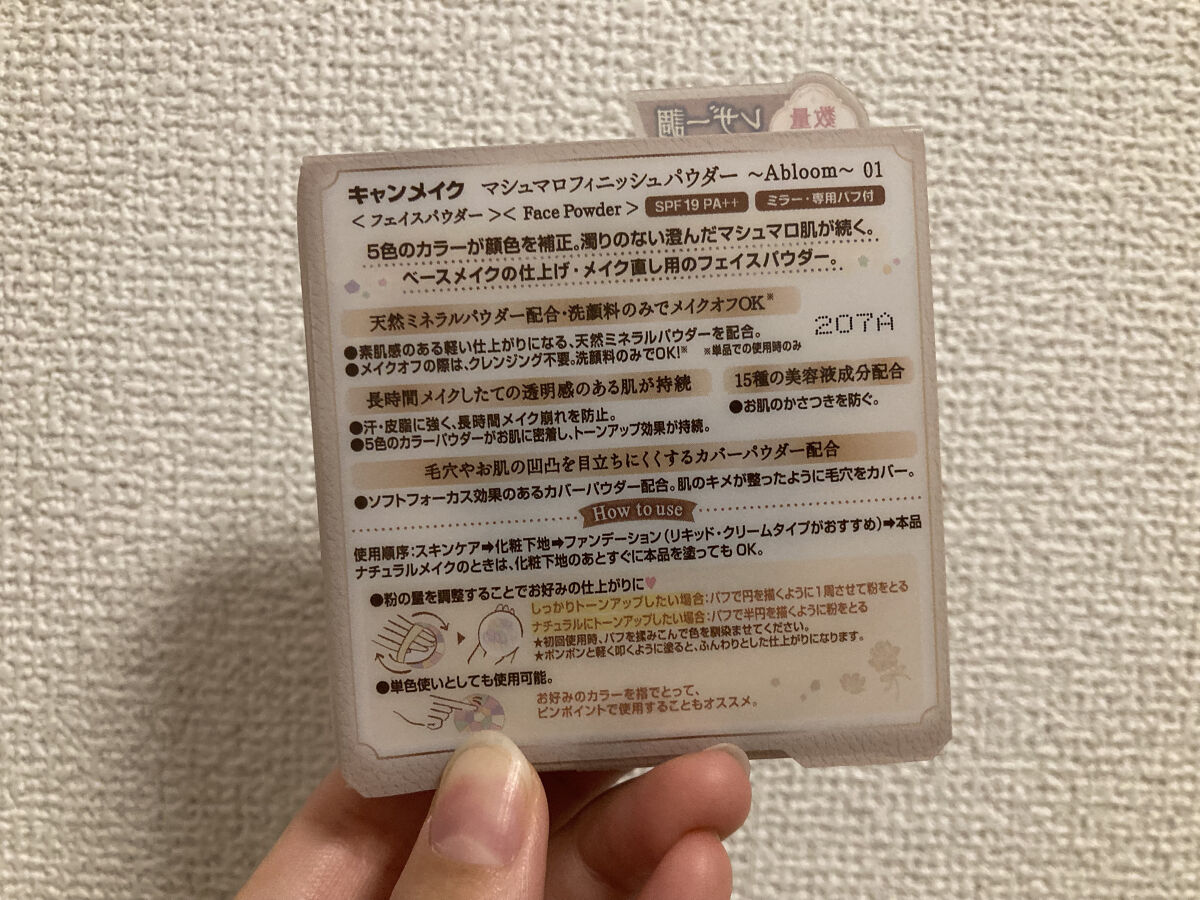 数量
レザー調
キャンメイク マシュマロフィニッシュパウダー ～Abloom～ 01
＜フェイスパウダー＞＜Face Powder＞ SPF19 PA++ ミラー・専用パフ付
5色のカラーが顔色を補正。濁りのない澄んだマシュマロ肌が続く。
ベースメイクの仕上げ・メイク直し用のフェイスパウダー。
天然ミネラルパウダー配合・洗顔料のみでメイクオフOK※
207A
●素肌感のある軽い仕上がりになる、天然ミネラルパウダーを配合。
●メイクオフの際は、クレンジング不要。洗顔料のみでOK!※ ※単品での使用時のみ
長時間メイクしたての透明感のある肌が持続
●汗・皮脂に強く、長時間メイク崩れを防止。
●5色のカラーパウダーがお肌に密着し、トーンアップ効果が持続。
15種の美容液成分配合
●お肌のかさつきを防ぐ。
毛穴やお肌の凹凸を目立ちにくくするカバーパウダー配合
●ソフトフォーカス効果のあるカバーパウダー配合。肌のキメが整ったように毛穴をカバー。
How to use
使用順序:スキンケア➡化粧下地➡ファンデーション(リキッド・クリームタイプがおすすめ)➡本品
ナチュラルメイクのときは、化粧下地のあとすぐに本品を塗っても OK。
●粉の量を調整することでお好みの仕上がりに♥
しっかりトーンアップしたい場合:パフで円を描くように1周させて粉をとる
ナチュラルにトーンアップしたい場合:パフで半円を描くように粉をとる
★初回使用時、パフを揉みこんで色を馴染ませてください。
★ポンポンと軽く叩くように塗ると、ふんわりとした仕上がりになります。
●単色使いとしても使用可能。
お好みのカラーを指でとって、
ピンポイントで使用することもオススメ。